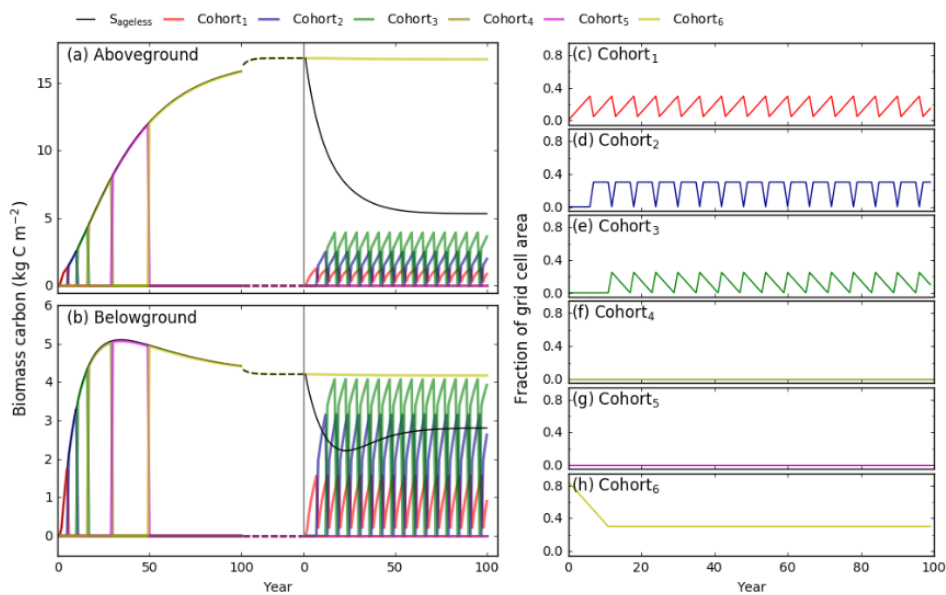 S_ageless Cohort_1 Cohort_2 Cohort_3 Cohort_4 Cohort_5 Cohort_6
(a) Aboveground
15
10
5
0
(b) Belowground
6
5
4
3
2
1
0
0 50 100 0 50 100
Year
Biomass carbon (kg C m⁻²)
(c) Cohort_1
0.8
0.4
0.0
(d) Cohort_2
0.8
0.4
0.0
(e) Cohort_3
0.8
0.4
0.0
(f) Cohort_4
0.8
0.4
0.0
(g) Cohort_5
0.8
0.4
0.0
(h) Cohort_6
0.8
0.4
0.0
0 20 40 60 80 100
Year
Fraction of grid cell area